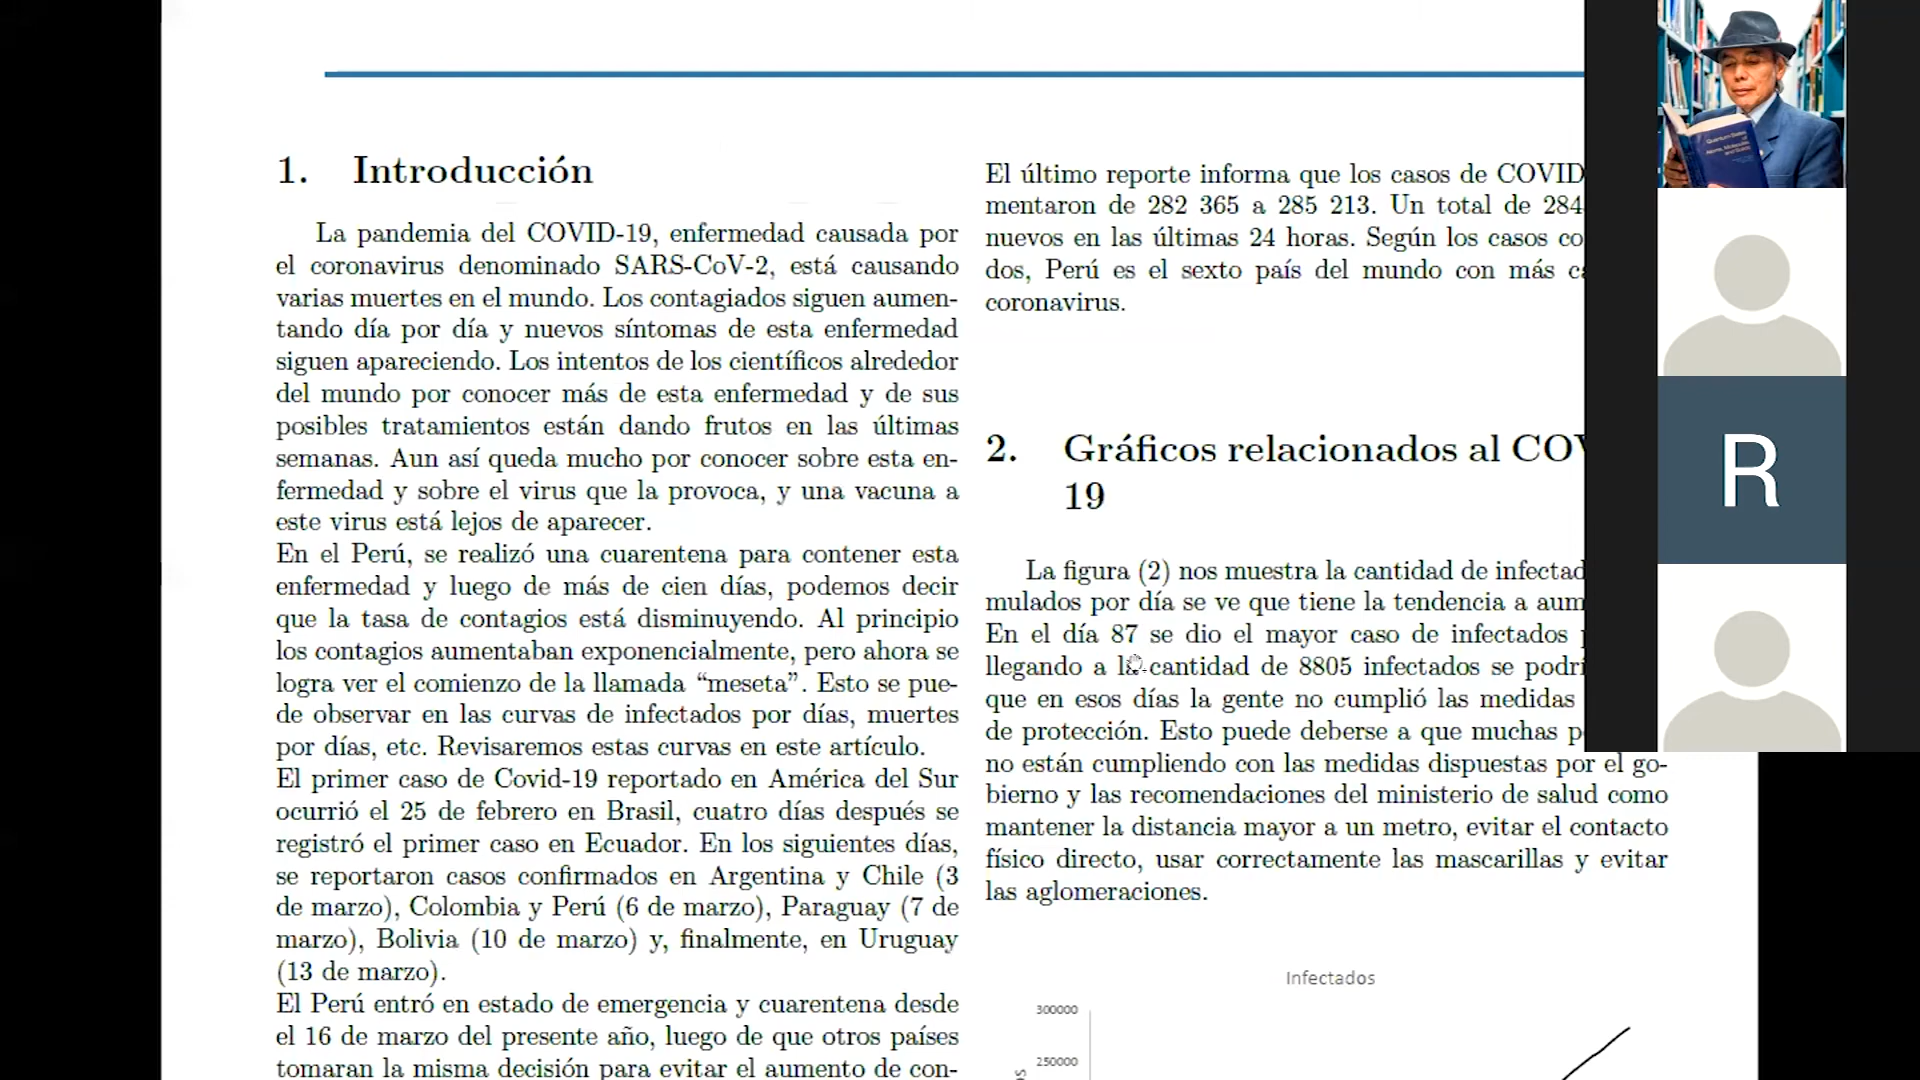 1. Introducción
La pandemia del COVID-19, enfermedad causada por
el coronavirus denominado SARS-CoV-2, está causando
varias muertes en el mundo. Los contagiados siguen aumen-
tando día por día y nuevos síntomas de esta enfermedad
siguen apareciendo. Los intentos de los científicos alrededor
del mundo por conocer más de esta enfermedad y de sus
posibles tratamientos están dando frutos en las últimas
semanas. Aun así queda mucho por conocer sobre esta en-
fermedad y sobre el virus que la provoca, y una vacuna a
este virus está lejos de aparecer.
En el Perú, se realizó una cuarentena para contener esta
enfermedad y luego de más de cien días, podemos decir
que la tasa de contagios está disminuyendo. Al principio
los contagios aumentaban exponencialmente, pero ahora se
logra ver el comienzo de la llamada “meseta”. Esto se pue-
de observar en las curvas de infectados por días, muertes
por días, etc. Revisaremos estas curvas en este artículo.
El primer caso de Covid-19 reportado en América del Sur
ocurrió el 25 de febrero en Brasil, cuatro días después se
registró el primer caso en Ecuador. En los siguientes días,
se reportaron casos confirmados en Argentina y Chile (3
de marzo), Colombia y Perú (6 de marzo), Paraguay (7 de
marzo), Bolivia (10 de marzo) y, finalmente, en Uruguay
(13 de marzo).
El Perú entró en estado de emergencia y cuarentena desde
el 16 de marzo del presente año, luego de que otros países
tomaran la misma decisión para evitar el aumento de con-
El último reporte informa que los casos de COVID
mentaron de 282 365 a 285 213. Un total de 284
nuevos en las últimas 24 horas. Según los casos co
dos, Perú es el sexto país del mundo con más ca
coronavirus.
2. Gráficos relacionados al COV
19
La figura (2) nos muestra la cantidad de infectad
mulados por día se ve que tiene la tendencia a aum
En el día 87 se dio el mayor caso de infectados p
llegando a la cantidad de 8805 infectados se podrí
que en esos días la gente no cumplió las medidas
de protección. Esto puede deberse a que muchas pe
no están cumpliendo con las medidas dispuestas por el go-
bierno y las recomendaciones del ministerio de salud como
mantener la distancia mayor a un metro, evitar el contacto
físico directo, usar correctamente las mascarillas y evitar
las aglomeraciones.
Infectados
300000
250000
R